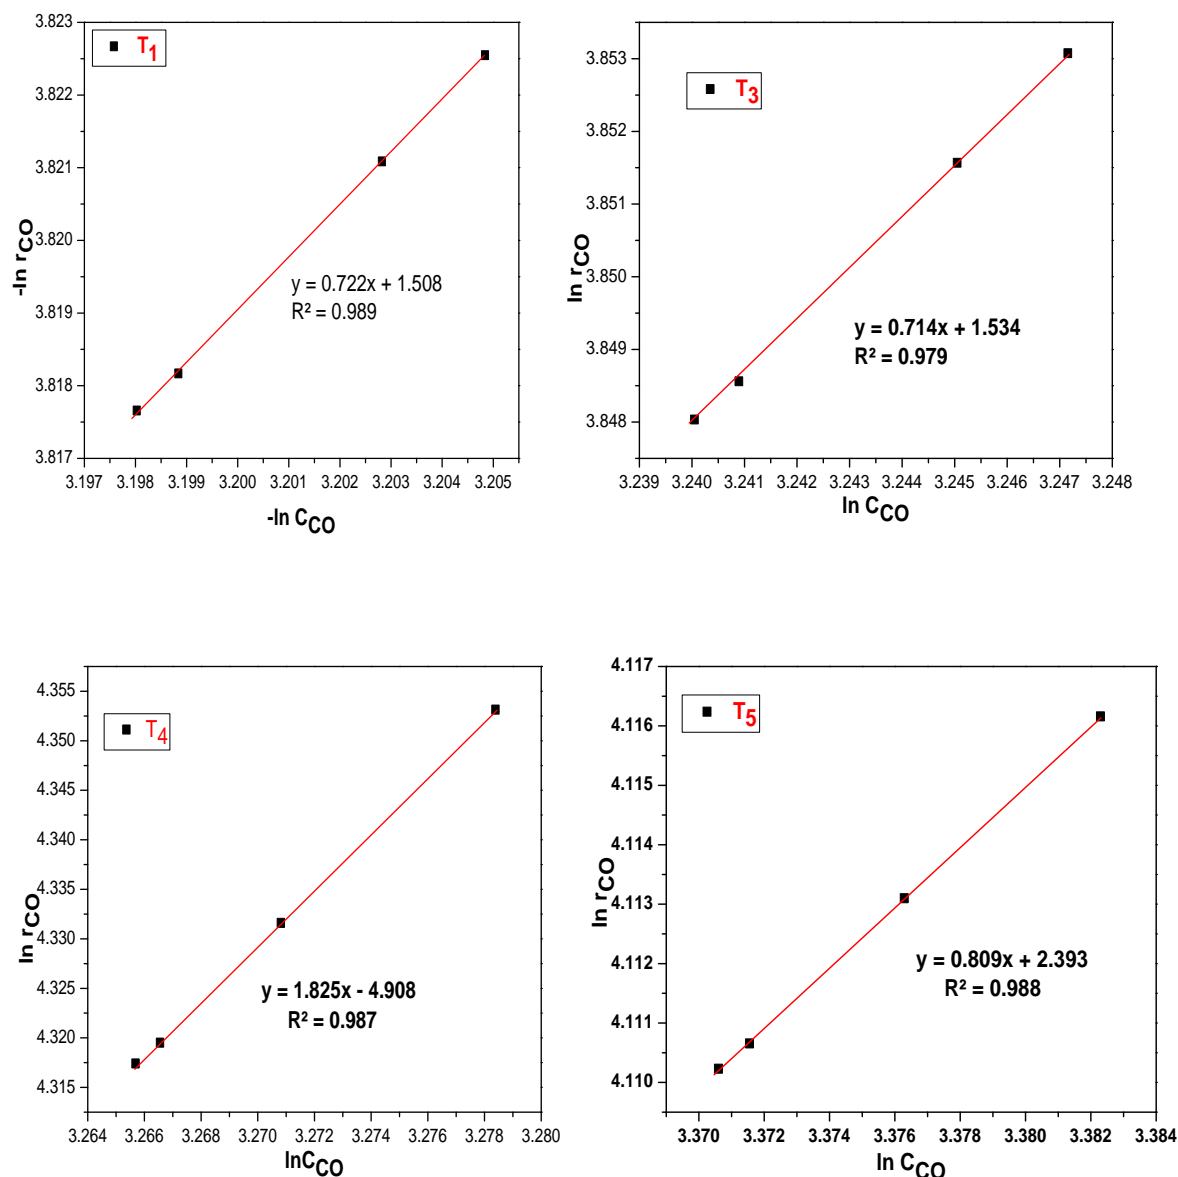 T1
-ln rCO
3.823
3.822
3.821
3.820
3.819
3.818
3.817
y = 0.722x + 1.508
R² = 0.989
3.197 3.198 3.199 3.200 3.201 3.202 3.203 3.204 3.205
-ln CCO
T3
ln rCO
3.853
3.852
3.851
3.850
3.849
3.848
y = 0.714x + 1.534
R² = 0.979
3.239 3.240 3.241 3.242 3.243 3.244 3.245 3.246 3.247 3.248
ln CCO
T4
ln rCO
4.355
4.350
4.345
4.340
4.335
4.330
4.325
4.320
4.315
y = 1.825x - 4.908
R² = 0.987
3.264 3.266 3.268 3.270 3.272 3.274 3.276 3.278 3.280
lnCCO
T5
ln rCO
4.117
4.116
4.115
4.114
4.113
4.112
4.111
4.110
y = 0.809x + 2.393
R² = 0.988
3.370 3.372 3.374 3.376 3.378 3.380 3.382 3.384
ln CCO